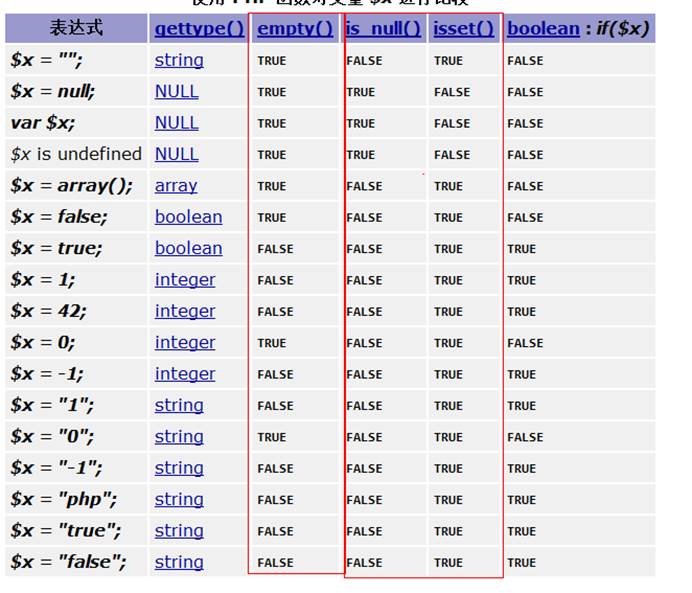 使用 PHP 函数对变量 $x 进行比较
表达式 gettype() empty() is_null() isset() boolean : if($x)
$x = ""; string TRUE FALSE TRUE FALSE
$x = null; NULL TRUE TRUE FALSE FALSE
var $x; NULL TRUE TRUE FALSE FALSE
$x is undefined NULL TRUE TRUE FALSE FALSE
$x = array(); array TRUE FALSE TRUE FALSE
$x = false; boolean TRUE FALSE TRUE FALSE
$x = true; boolean FALSE FALSE TRUE TRUE
$x = 1; integer FALSE FALSE TRUE TRUE
$x = 42; integer FALSE FALSE TRUE TRUE
$x = 0; integer TRUE FALSE TRUE FALSE
$x = -1; integer FALSE FALSE TRUE TRUE
$x = "1"; string FALSE FALSE TRUE TRUE
$x = "0"; string TRUE FALSE TRUE FALSE
$x = "-1"; string FALSE FALSE TRUE TRUE
$x = "php"; string FALSE FALSE TRUE TRUE
$x = "true"; string FALSE FALSE TRUE TRUE
$x = "false"; string FALSE FALSE TRUE TRUE